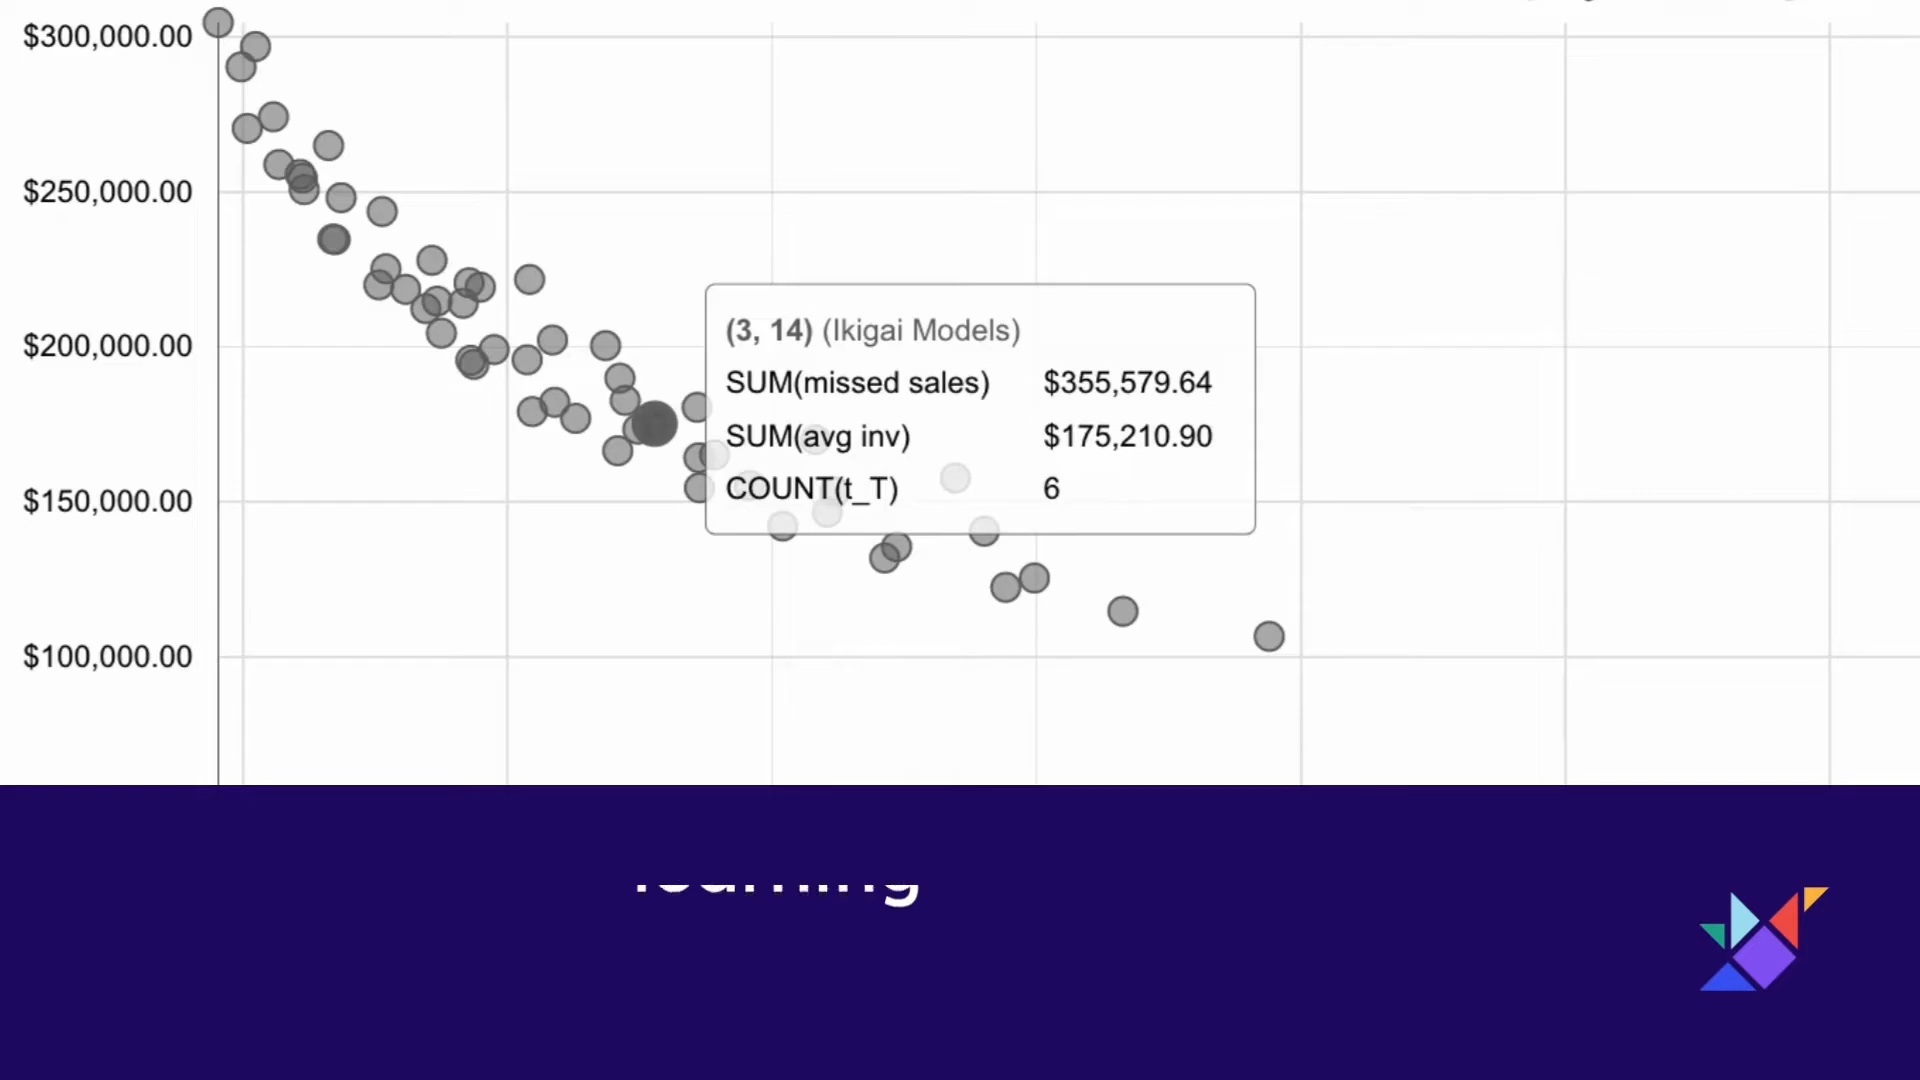 $300,000.00
$250,000.00
$200,000.00
$150,000.00
$100,000.00
(3, 14) (Ikigai Models)
SUM(missed sales) $355,579.64
SUM(avg inv) $175,210.90
COUNT(t_T) 6
learning